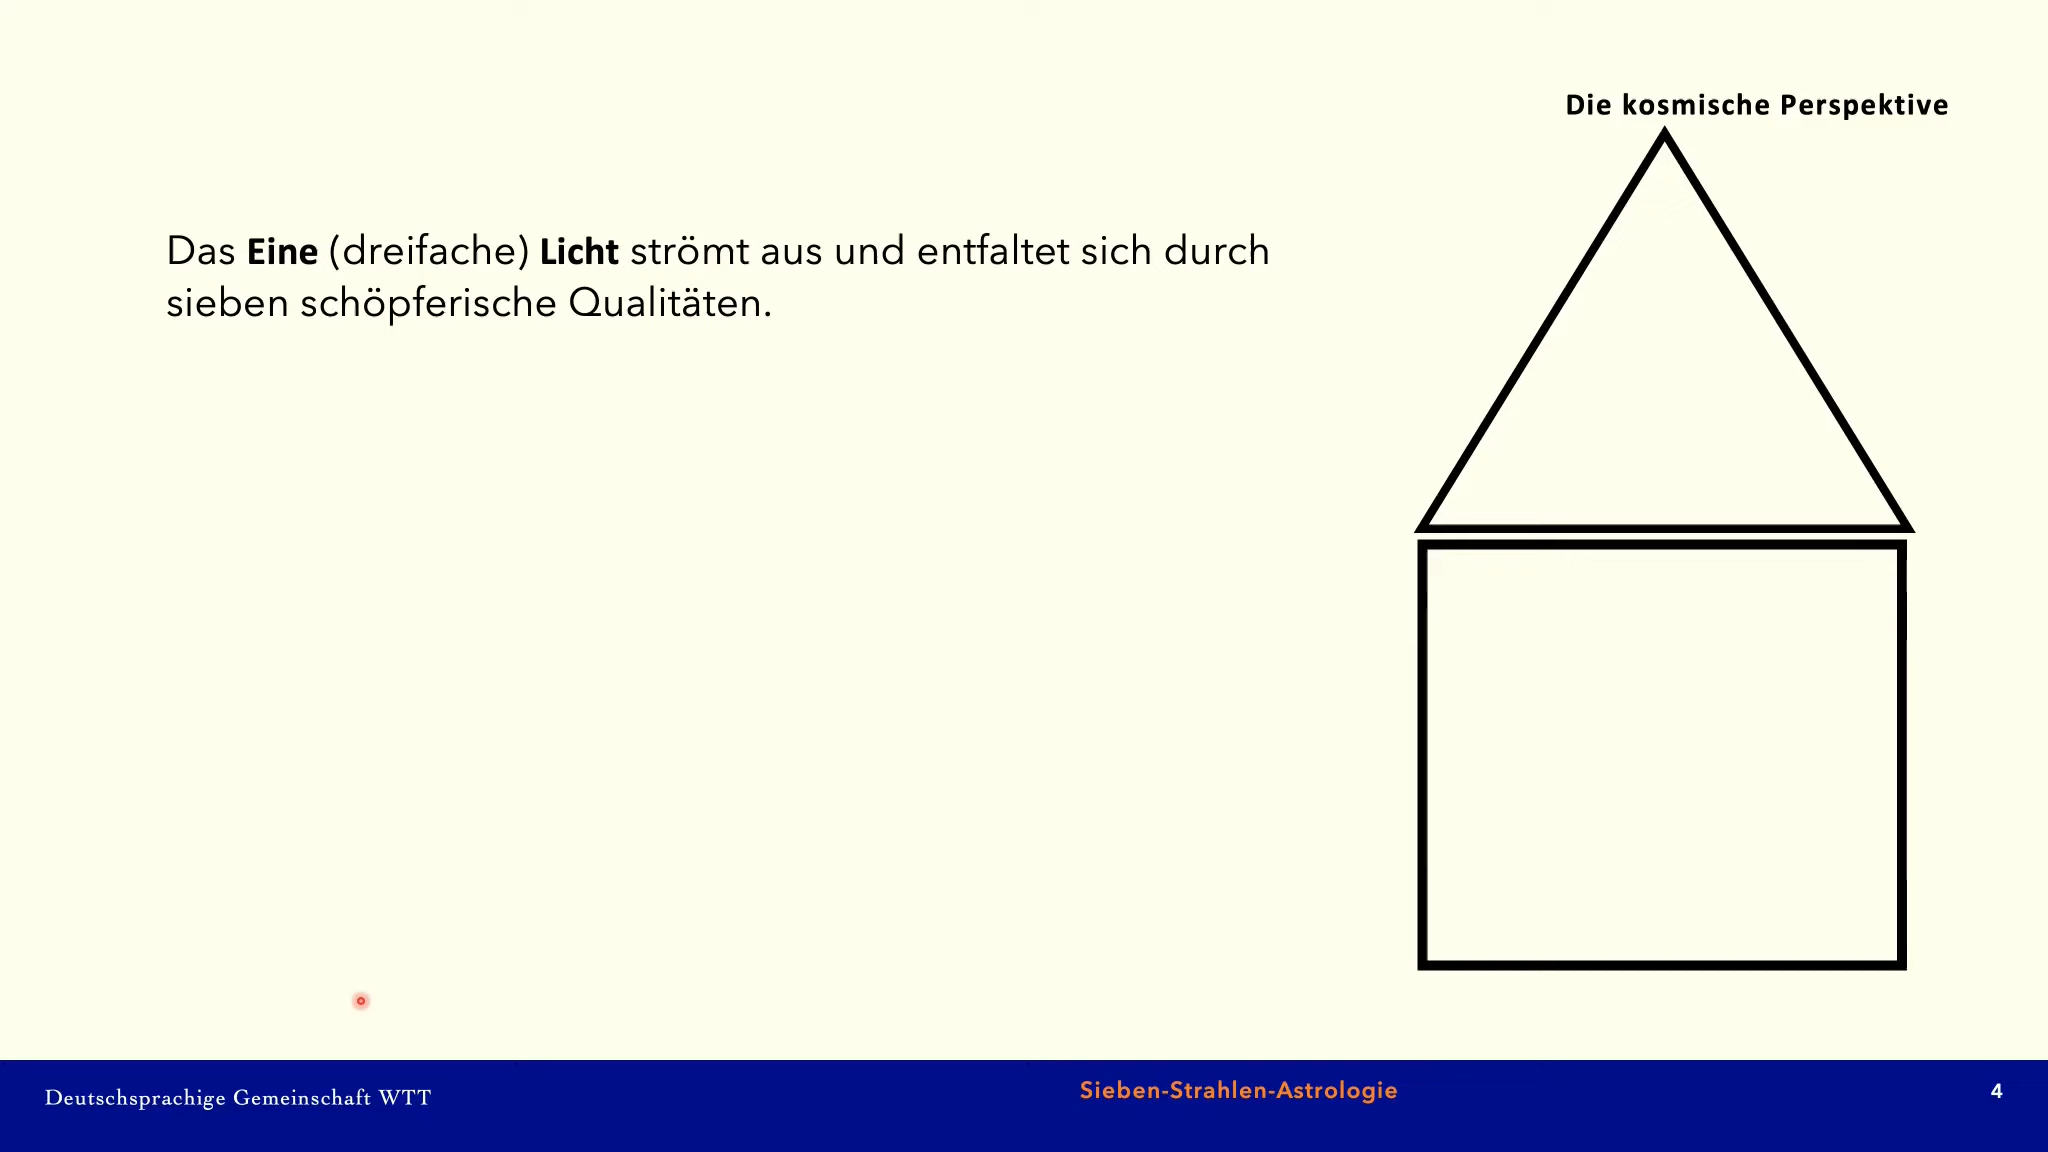 Die kosmische Perspektive
Das Eine (dreifache) Licht strömt aus und entfaltet sich durch
sieben schöpferische Qualitäten.
Deutschsprachige Gemeinschaft WTT
Sieben-Strahlen-Astrologie
4